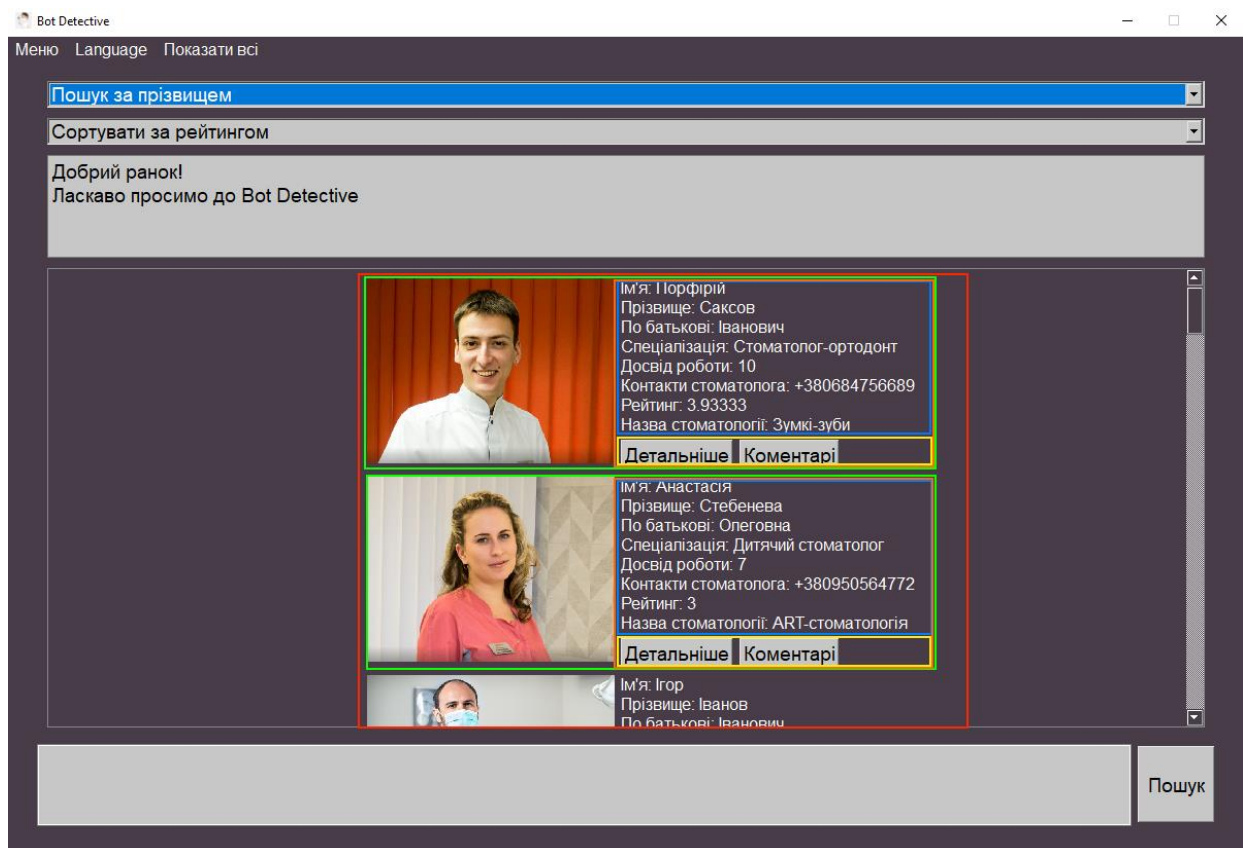 Bot Detective
Меню Language Показати всі
Пошук за прізвищем
Сортувати за рейтингом
Добрий ранок!
Ласкаво просимо до Bot Detective
Ім'я: Порфірій
Прізвище: Саксов
По батькові: Іванович
Спеціалізація: Стоматолог-ортодонт
Досвід роботи: 10
Контакти стоматолога: +380684756689
Рейтинг: 3.93333
Назва стоматології: Зумкі-зуби
Детальніше Коментарі
Ім'я: Анастасія
Прізвище: Стебенева
По батькові: Олеговна
Спеціалізація: Дитячий стоматолог
Досвід роботи: 7
Контакти стоматолога: +380950564772
Рейтинг: 3
Назва стоматології: ART-стоматологія
Детальніше Коментарі
Ім'я: Ігор
Прізвище: Іванов
По батькові: Іванович
Пошук